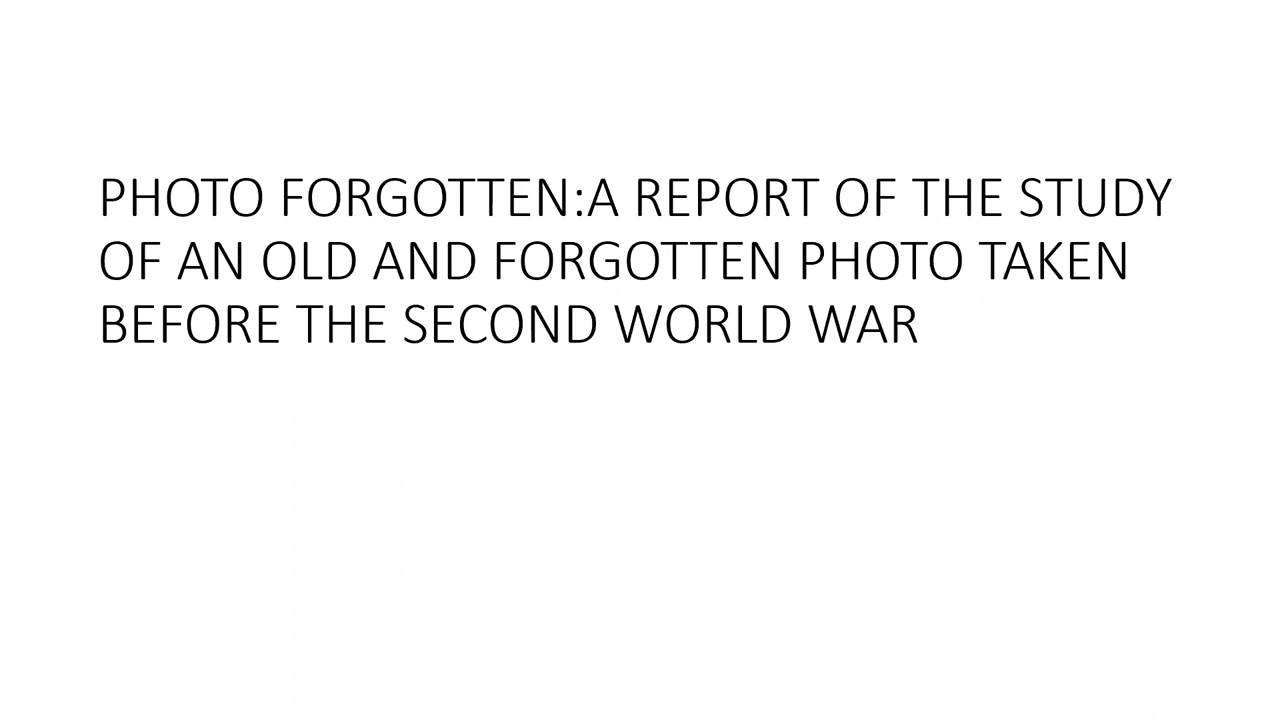 PHOTO FORGOTTEN:A REPORT OF THE STUDY
OF AN OLD AND FORGOTTEN PHOTO TAKEN
BEFORE THE SECOND WORLD WAR